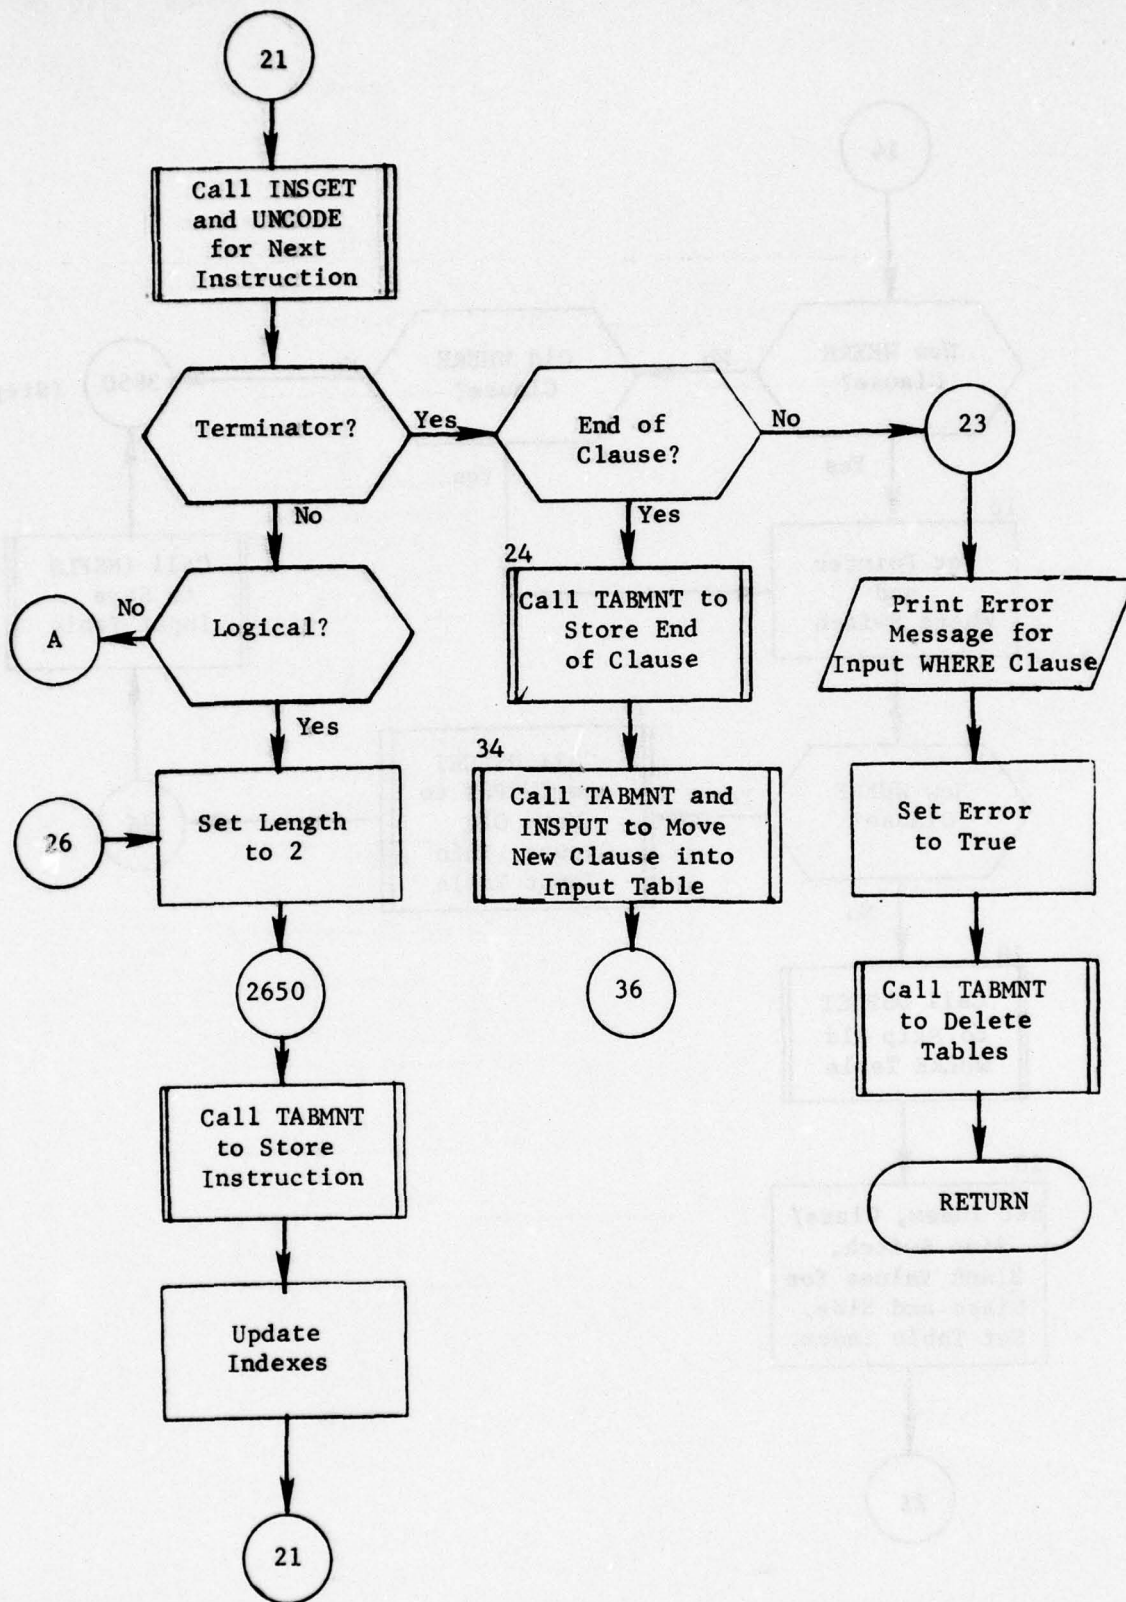 21
Call INSGET
and UNCODE
for Next
Instruction
Terminator?
Yes
No
End of
Clause?
No
Yes
23
Logical?
No
A
Yes
24
Call TABMNT to
Store End
of Clause
Print Error
Message for
Input WHERE Clause
26
Set Length
to 2
34
Call TABMNT and
INSPUT to Move
New Clause into
Input Table
Set Error
to True
2650
36
Call TABMNT
to Delete
Tables
Call TABMNT
to Store
Instruction
RETURN
Update
Indexes
21